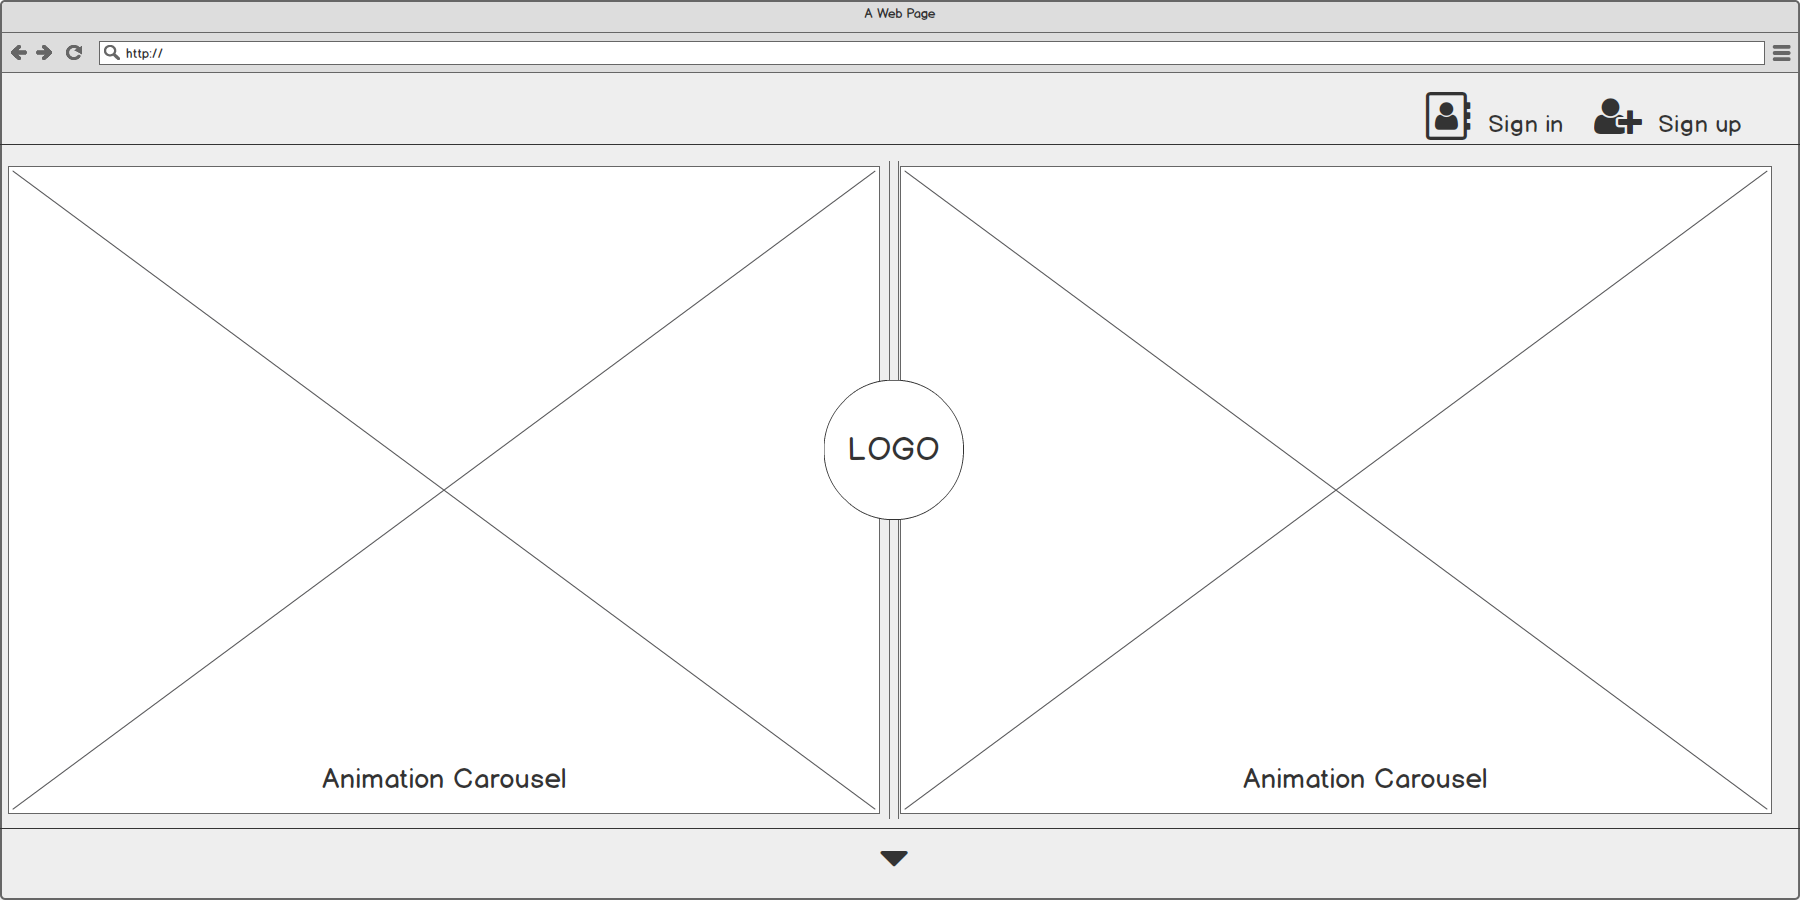 A Web Page
http://
Sign in
Sign up
LOGO
Animation Carousel
Animation Carousel